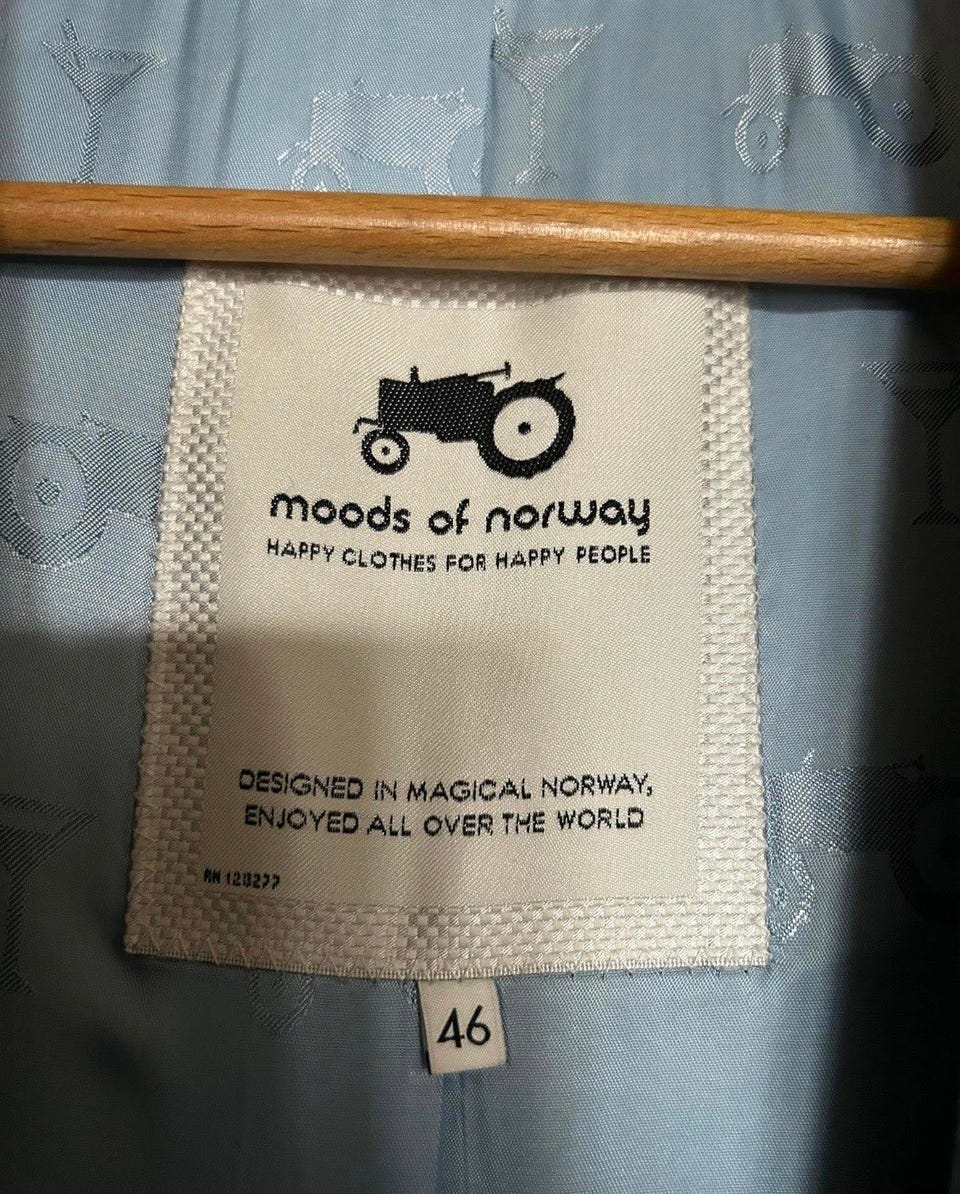 moods of norway
HAPPY CLOTHES FOR HAPPY PEOPLE
DESIGNED IN MAGICAL NORWAY,
ENJOYED ALL OVER THE WORLD
RN 128277
46